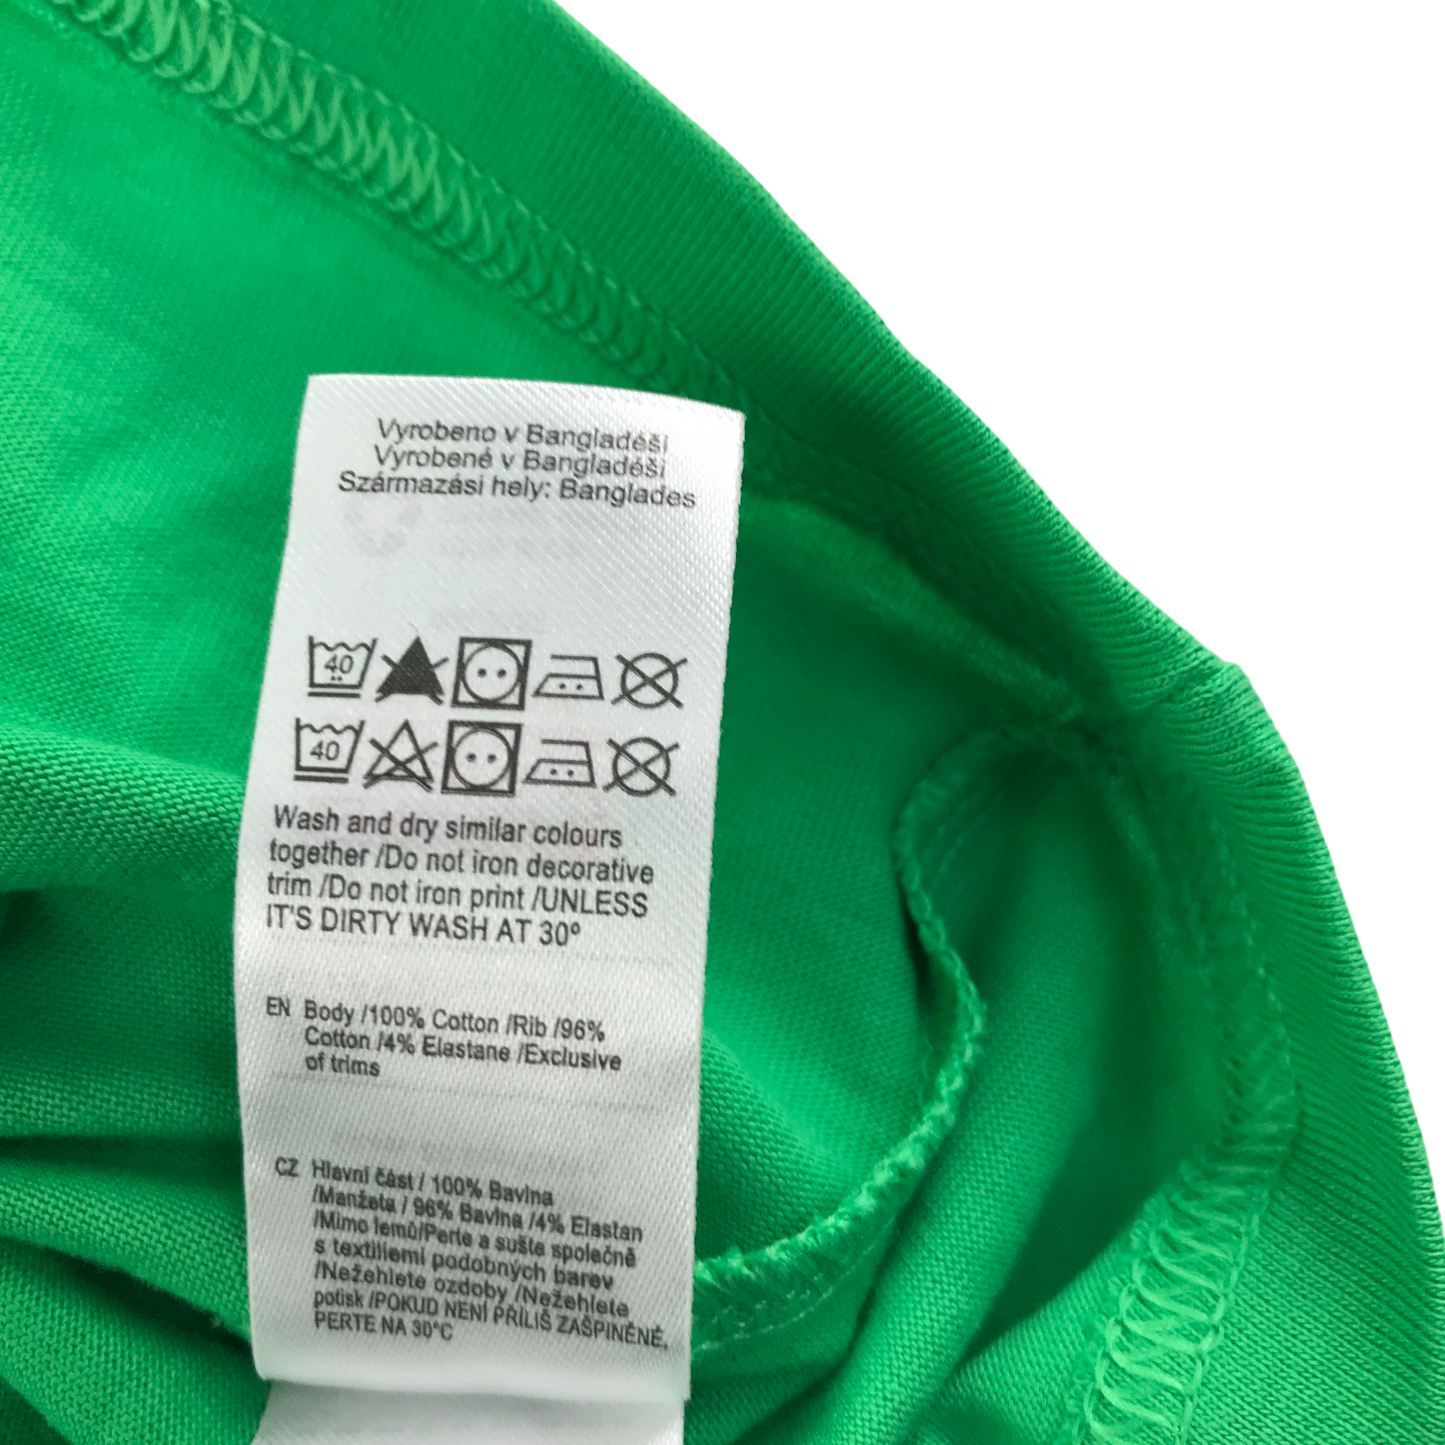 Vyrobeno v Bangladéši
Vyrobené v Bangladéši
Származási hely: Banglades
40
40
Wash and dry similar colours
together /Do not iron decorative
trim /Do not iron print /UNLESS
IT'S DIRTY WASH AT 30º
EN Body /100% Cotton /Rib /96%
Cotton /4% Elastane /Exclusive
of trims
CZ Hlavní část / 100% Bavlna
/Manžeta / 96% Bavlna /4% Elastan
/Mimo lemů/Perte a sušte společně
s textiliemi podobných barev
/Nežehlete ozdoby /Nežehlete
potisk /POKUD NENÍ PŘÍLIŠ ZAŠPINĚNÉ,
PERTE NA 30°C